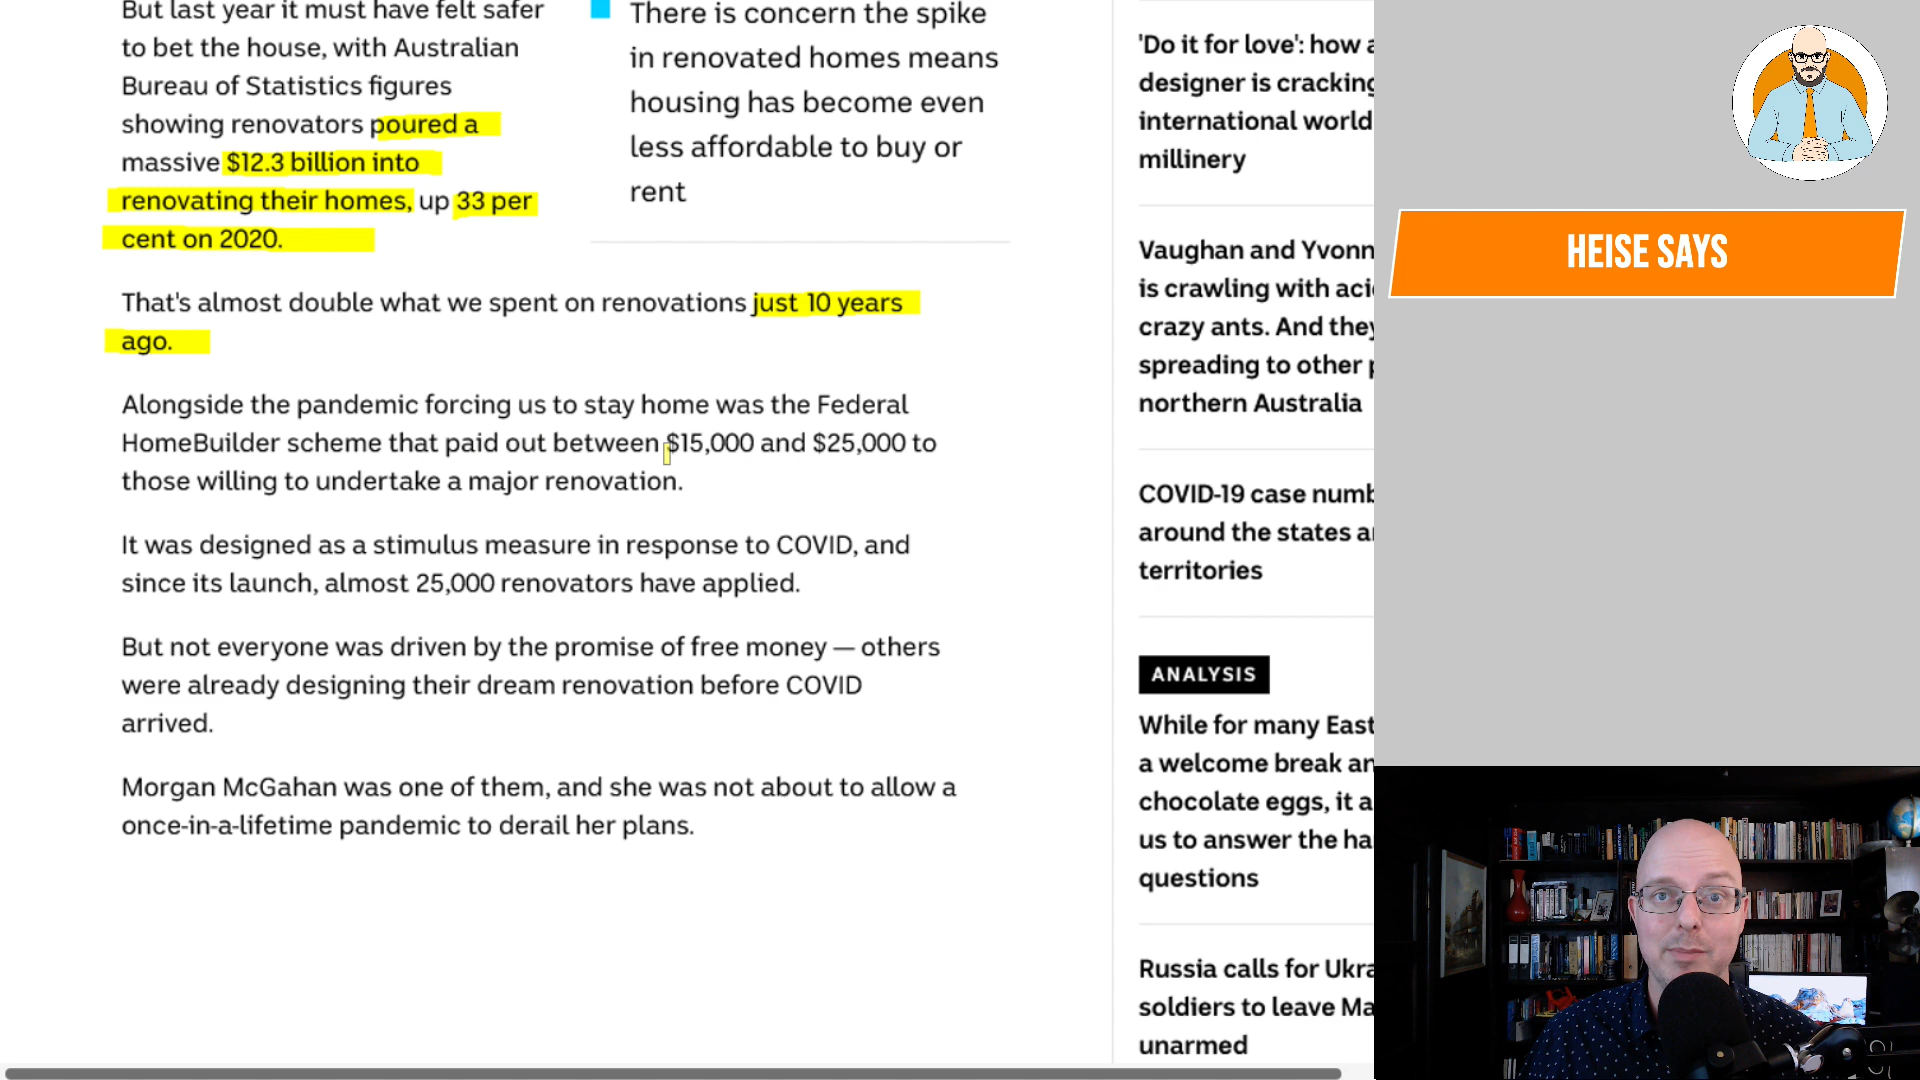 But last year it must have felt safer
to bet the house, with Australian
Bureau of Statistics figures
showing renovators poured a
massive $12.3 billion into
renovating their homes, up 33 per
cent on 2020.
There is concern the spike
in renovated homes means
housing has become even
less affordable to buy or
rent
That's almost double what we spent on renovations just 10 years
ago.
Alongside the pandemic forcing us to stay home was the Federal
HomeBuilder scheme that paid out between $15,000 and $25,000 to
those willing to undertake a major renovation.
It was designed as a stimulus measure in response to COVID, and
since its launch, almost 25,000 renovators have applied.
But not everyone was driven by the promise of free money — others
were already designing their dream renovation before COVID
arrived.
Morgan McGahan was one of them, and she was not about to allow a
once-in-a-lifetime pandemic to derail her plans.
'Do it for love': how
designer is cracking
international world
millinery
Vaughan and Yvonn
is crawling with
crazy ants. And they
spreading to other
northern Australia
COVID-19 case numb
around the states
territories
ANALYSIS
While for many East
a welcome break an
chocolate eggs, it a
us to answer the ha
questions
Russia calls for Ukra
soldiers to leave Ma
unarmed
HEISE SAYS